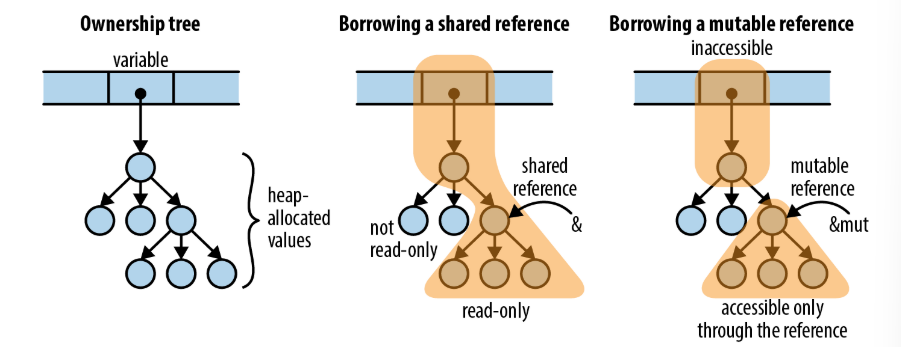 Ownership tree
variable
heap-
allocated
values
Borrowing a shared reference
shared
reference
&
not
read-only
read-only
Borrowing a mutable reference
inaccessible
mutable
reference
&mut
accessible only
through the reference